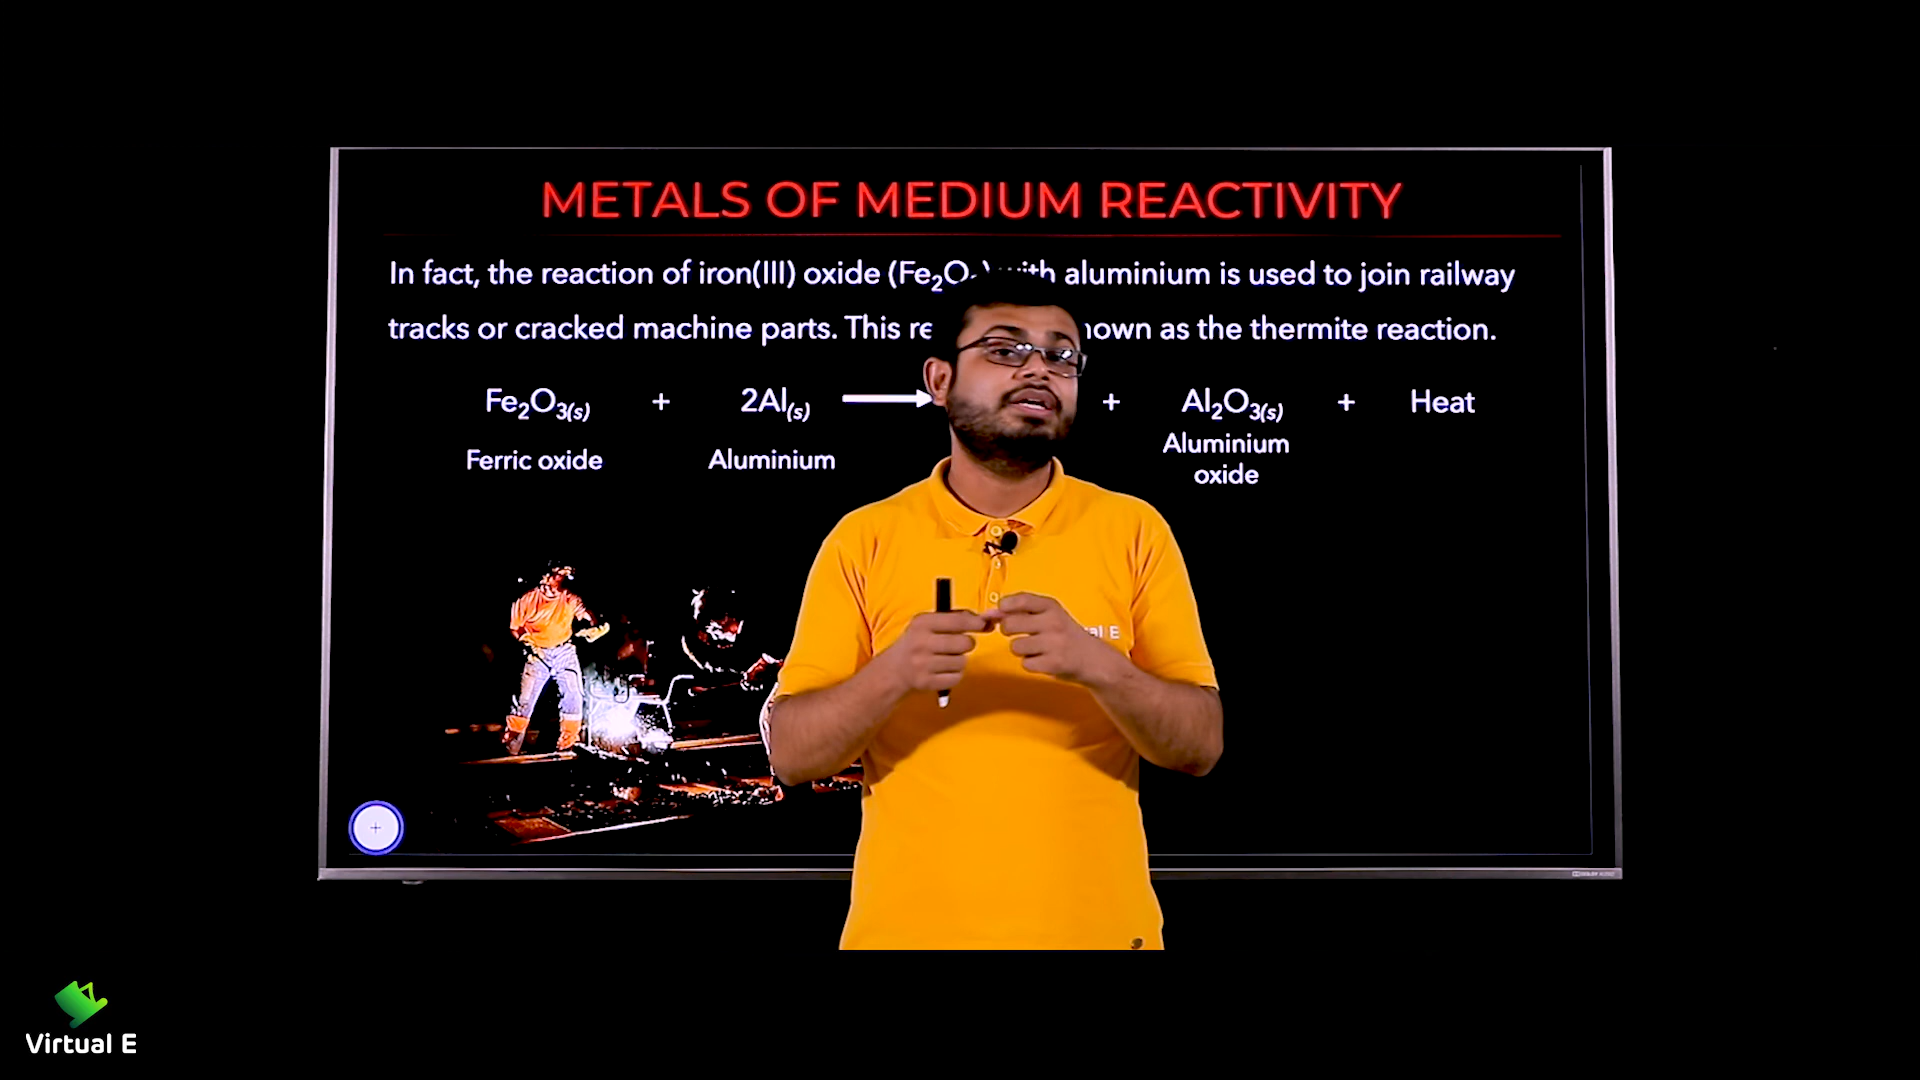 METALS OF MEDIUM REACTIVITY
In fact, the reaction of iron(III) oxide (Fe₂O with aluminium is used to join railway
tracks or cracked machine parts. This as the thermite reaction.
Fe₂O₃(s) + 2Al(s) + Al₂O₃(s) + Heat
Ferric oxide Aluminium Aluminium oxide
Virtual E